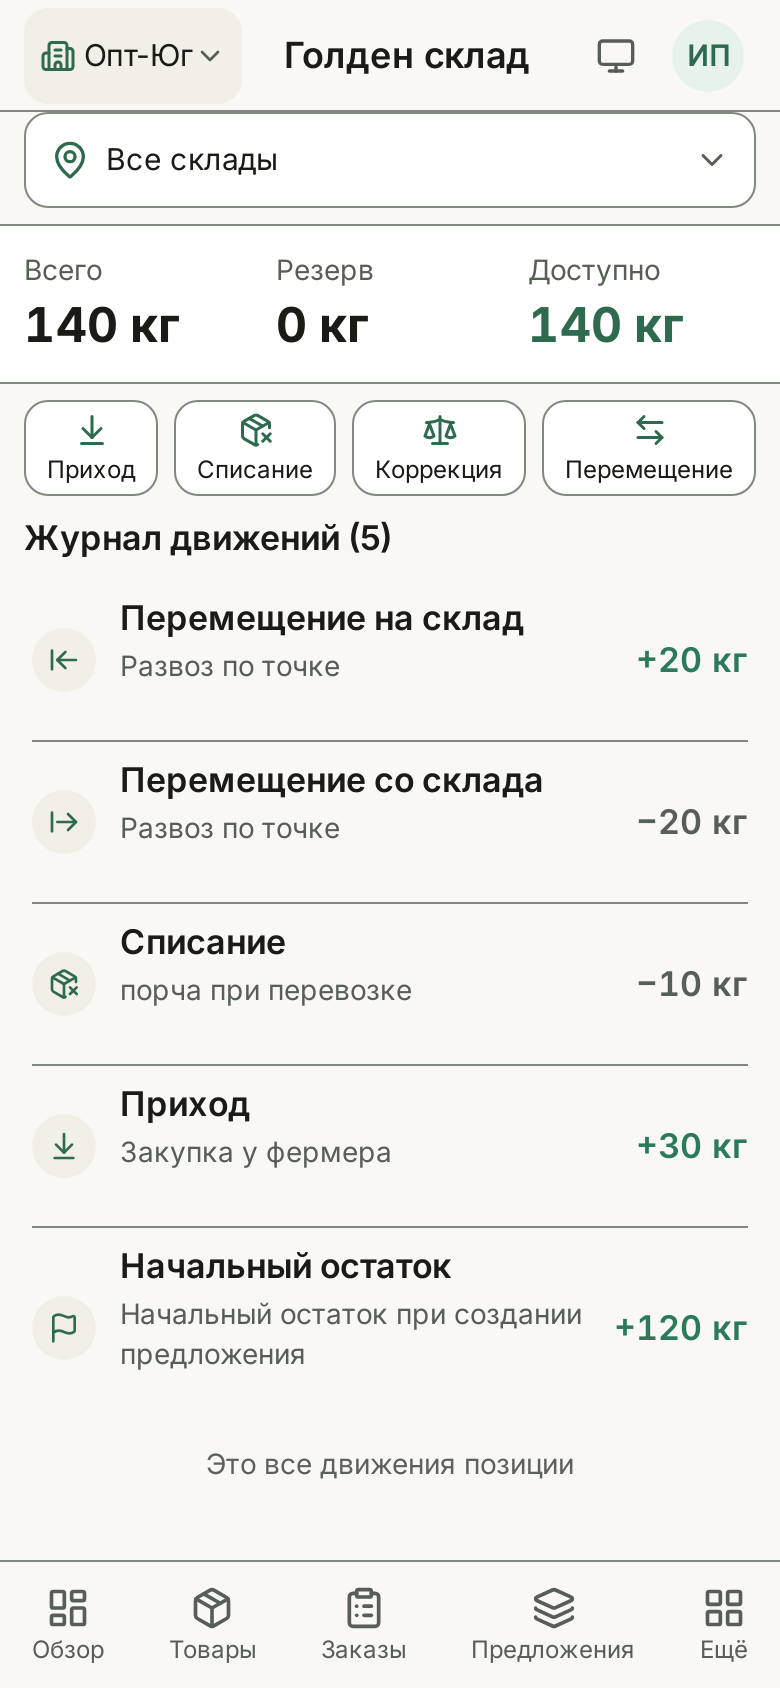 Опт-Юг
Голден склад
ИП
Все склады
Всего
Резерв
Доступно
140 кг
0 кг
140 кг
Приход
Списание
Коррекция
Перемещение
Журнал движений (5)
Перемещение на склад
Развоз по точке
+20 кг
Перемещение со склада
Развоз по точке
−20 кг
Списание
порча при перевозке
−10 кг
Приход
Закупка у фермера
+30 кг
Начальный остаток
Начальный остаток при создании
предложения
+120 кг
Это все движения позиции
Обзор
Товары
Заказы
Предложения
Ещё